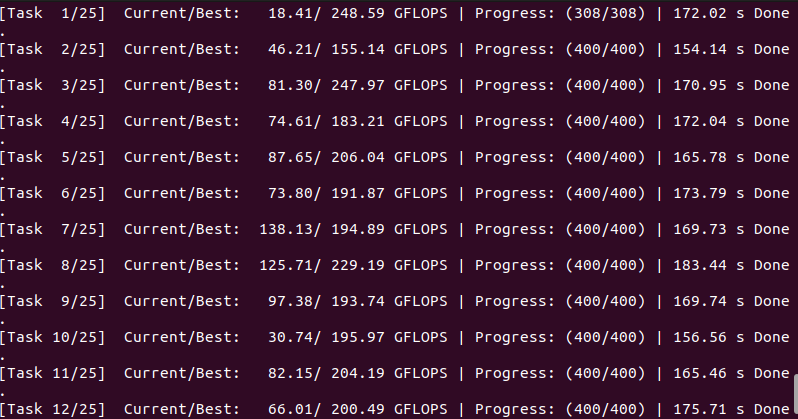 [Task  1/25]  Current/Best:   18.41/ 248.59 GFLOPS | Progress: (308/308) | 172.02 s Done
.
[Task  2/25]  Current/Best:   46.21/ 155.14 GFLOPS | Progress: (400/400) | 154.14 s Done
.
[Task  3/25]  Current/Best:   81.30/ 247.97 GFLOPS | Progress: (400/400) | 170.95 s Done
.
[Task  4/25]  Current/Best:   74.61/ 183.21 GFLOPS | Progress: (400/400) | 172.04 s Done
.
[Task  5/25]  Current/Best:   87.65/ 206.04 GFLOPS | Progress: (400/400) | 165.78 s Done
.
[Task  6/25]  Current/Best:   73.80/ 191.87 GFLOPS | Progress: (400/400) | 173.79 s Done
.
[Task  7/25]  Current/Best:  138.13/ 194.89 GFLOPS | Progress: (400/400) | 169.73 s Done
.
[Task  8/25]  Current/Best:  125.71/ 229.19 GFLOPS | Progress: (400/400) | 183.44 s Done
.
[Task  9/25]  Current/Best:   97.38/ 193.74 GFLOPS | Progress: (400/400) | 169.74 s Done
.
[Task 10/25]  Current/Best:   30.74/ 195.97 GFLOPS | Progress: (400/400) | 156.56 s Done
.
[Task 11/25]  Current/Best:   82.15/ 204.19 GFLOPS | Progress: (400/400) | 165.46 s Done
.
[Task 12/25]  Current/Best:   66.01/ 200.49 GFLOPS | Progress: (400/400) | 175.71 s Done